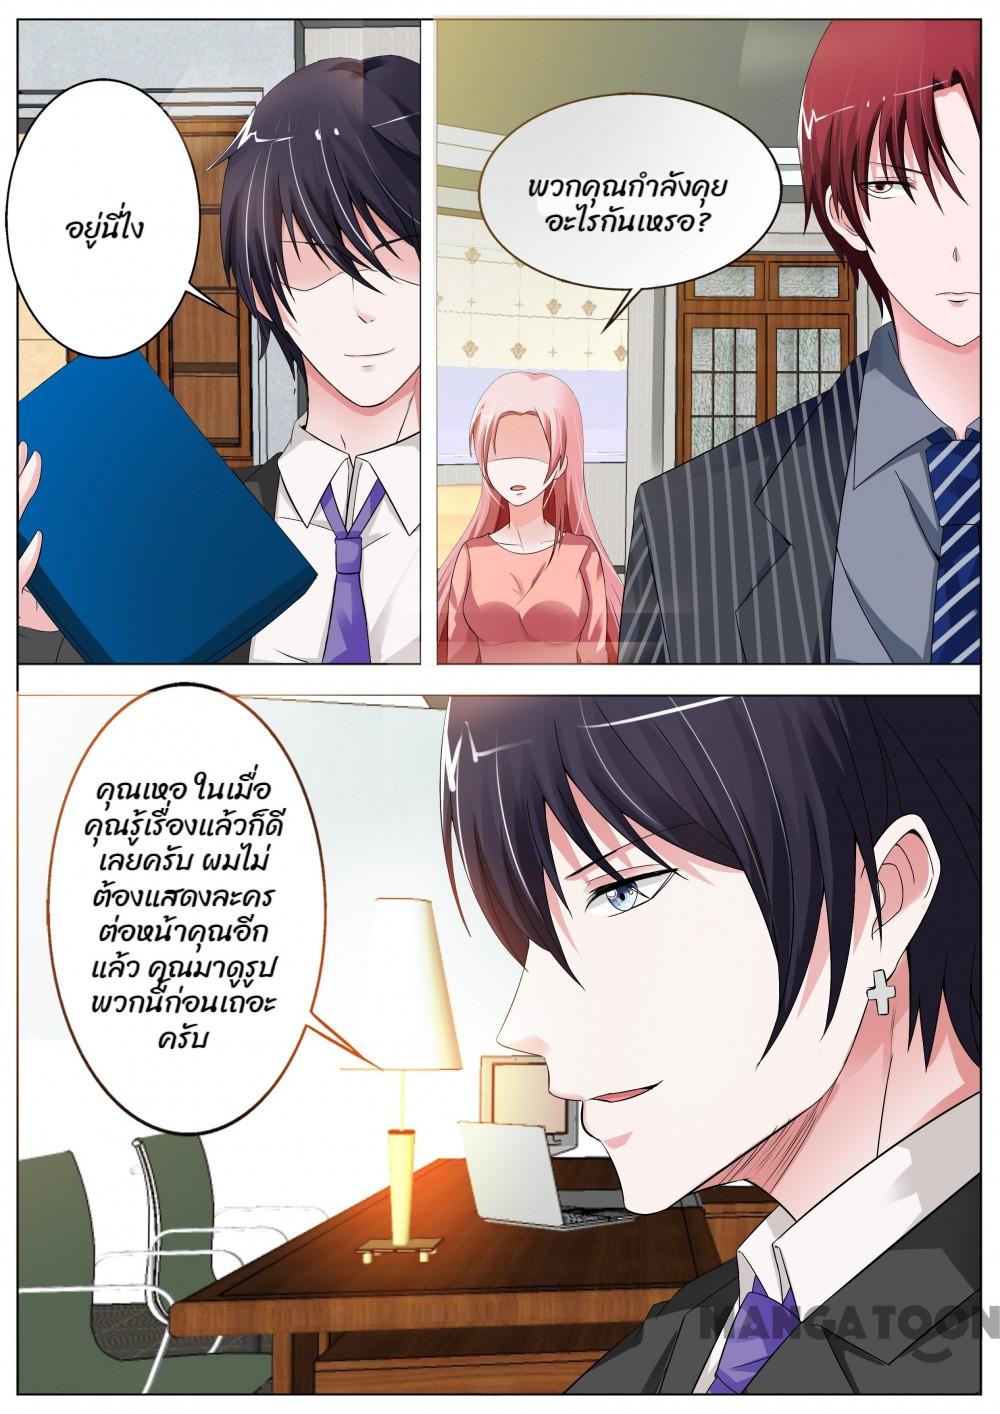 อยู่นี่ไง
พวกคุณกำลังคุย
อะไรกันเหรอ?
คุณเหอ ในเมื่อ
คุณรู้เรื่องแล้วก็ดี
เลยครับ ผมไม่
ต้องแสดงละคร
ต่อหน้าคุณอีก
แล้ว คุณมาดูรูป
พวกนี้ก่อนเถอะ
ครับ
MANGATOON